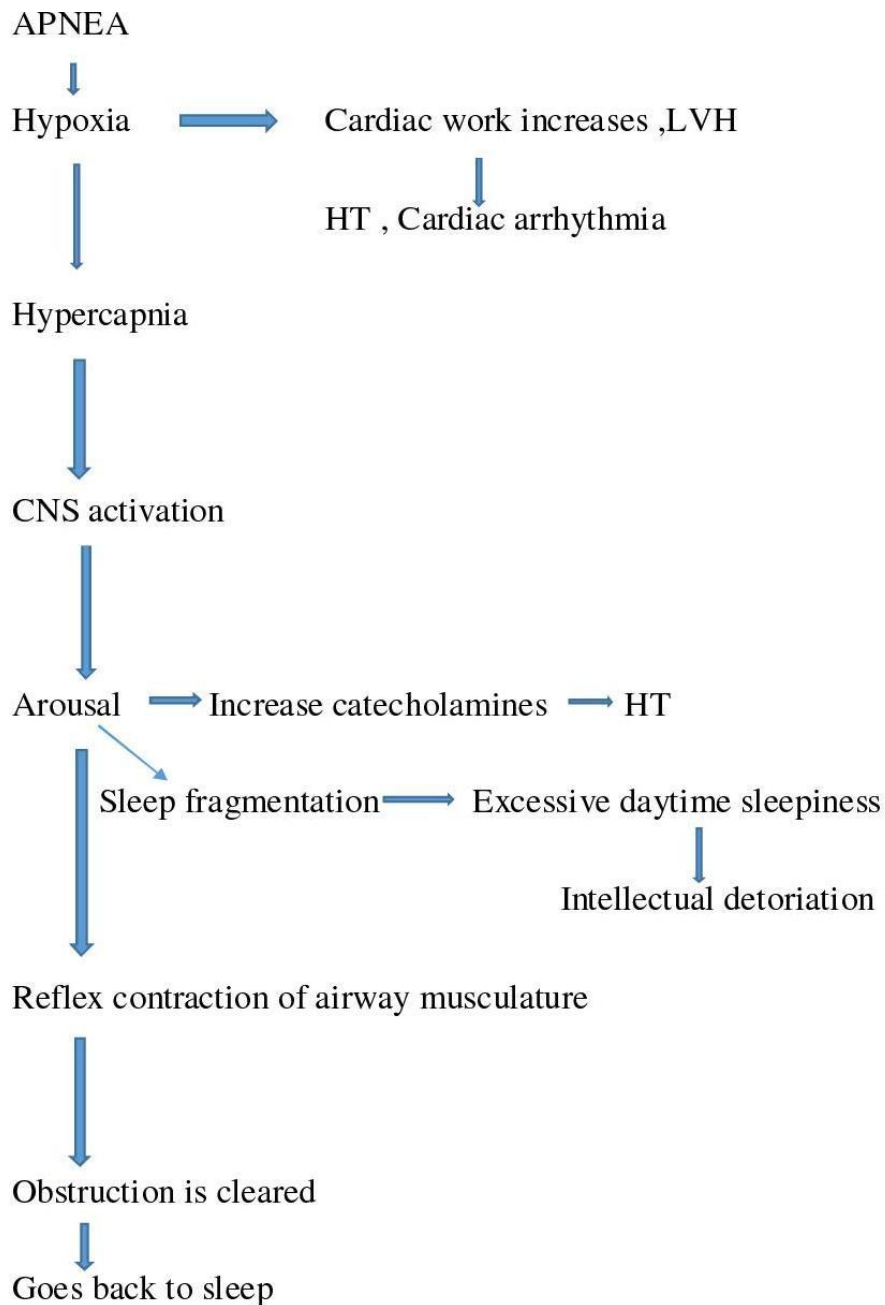 APNEA
Hypoxia
Cardiac work increases ,LVH
HT , Cardiac arrhythmia
Hypercapnia
CNS activation
Arousal
Increase catecholamines
HT
Sleep fragmentation
Excessive daytime sleepiness
Intellectual detoriation
Reflex contraction of airway musculature
Obstruction is cleared
Goes back to sleep